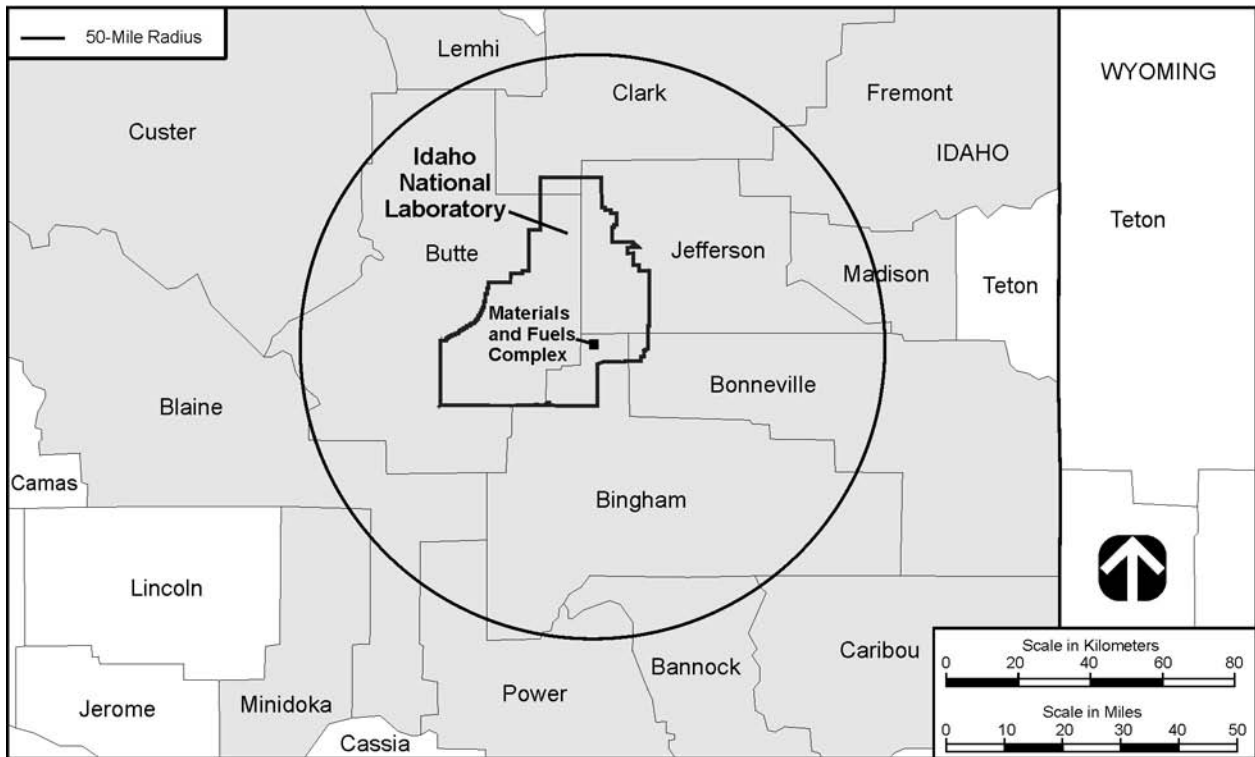 50-Mile Radius
Lemhi
Clark
Fremont
WYOMING
Custer
IDAHO
Idaho
National
Laboratory
Teton
Butte
Jefferson
Madison
Teton
Materials
and Fuels
Complex
Bonneville
Blaine
Camas
Bingham
Lincoln
Caribou
Bannock
Power
Minidoka
Jerome
Cassia
Scale in Kilometers
0 20 40 60 80
Scale in Miles
0 10 20 30 40 50